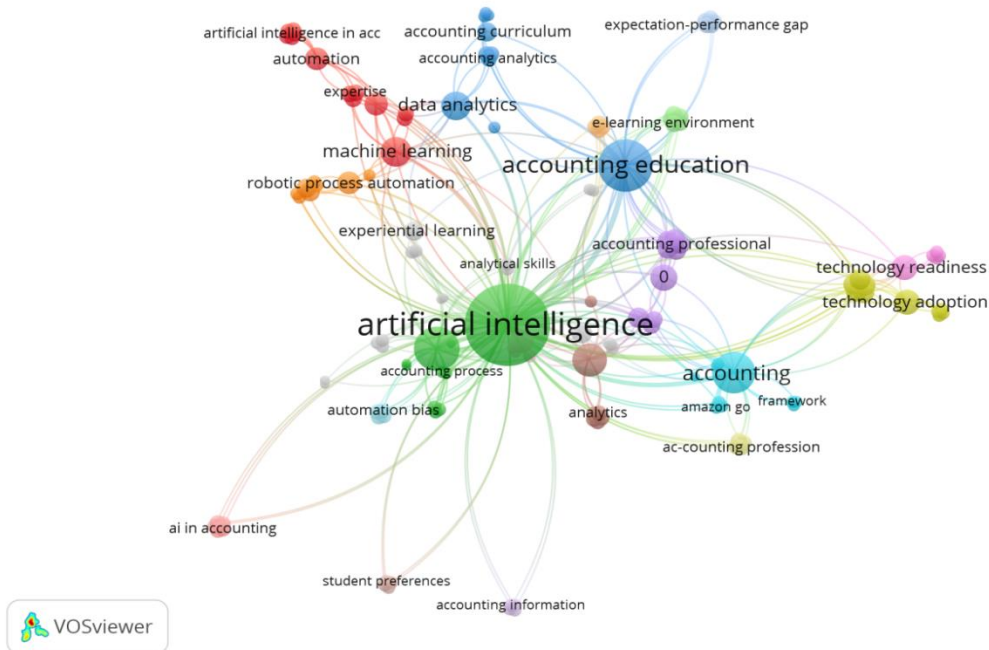 artificial intelligence in acc
accounting curriculum
expectation-performance gap
automation
accounting analytics
expertise
data analytics
e-learning environment
machine learning
accounting education
robotic process automation
experiential learning
accounting professional
analytical skills
technology readiness
0
technology adoption
artificial intelligence
accounting process
accounting
automation bias
analytics
amazon go
framework
ac-counting profession
ai in accounting
student preferences
accounting information
VOSviewer